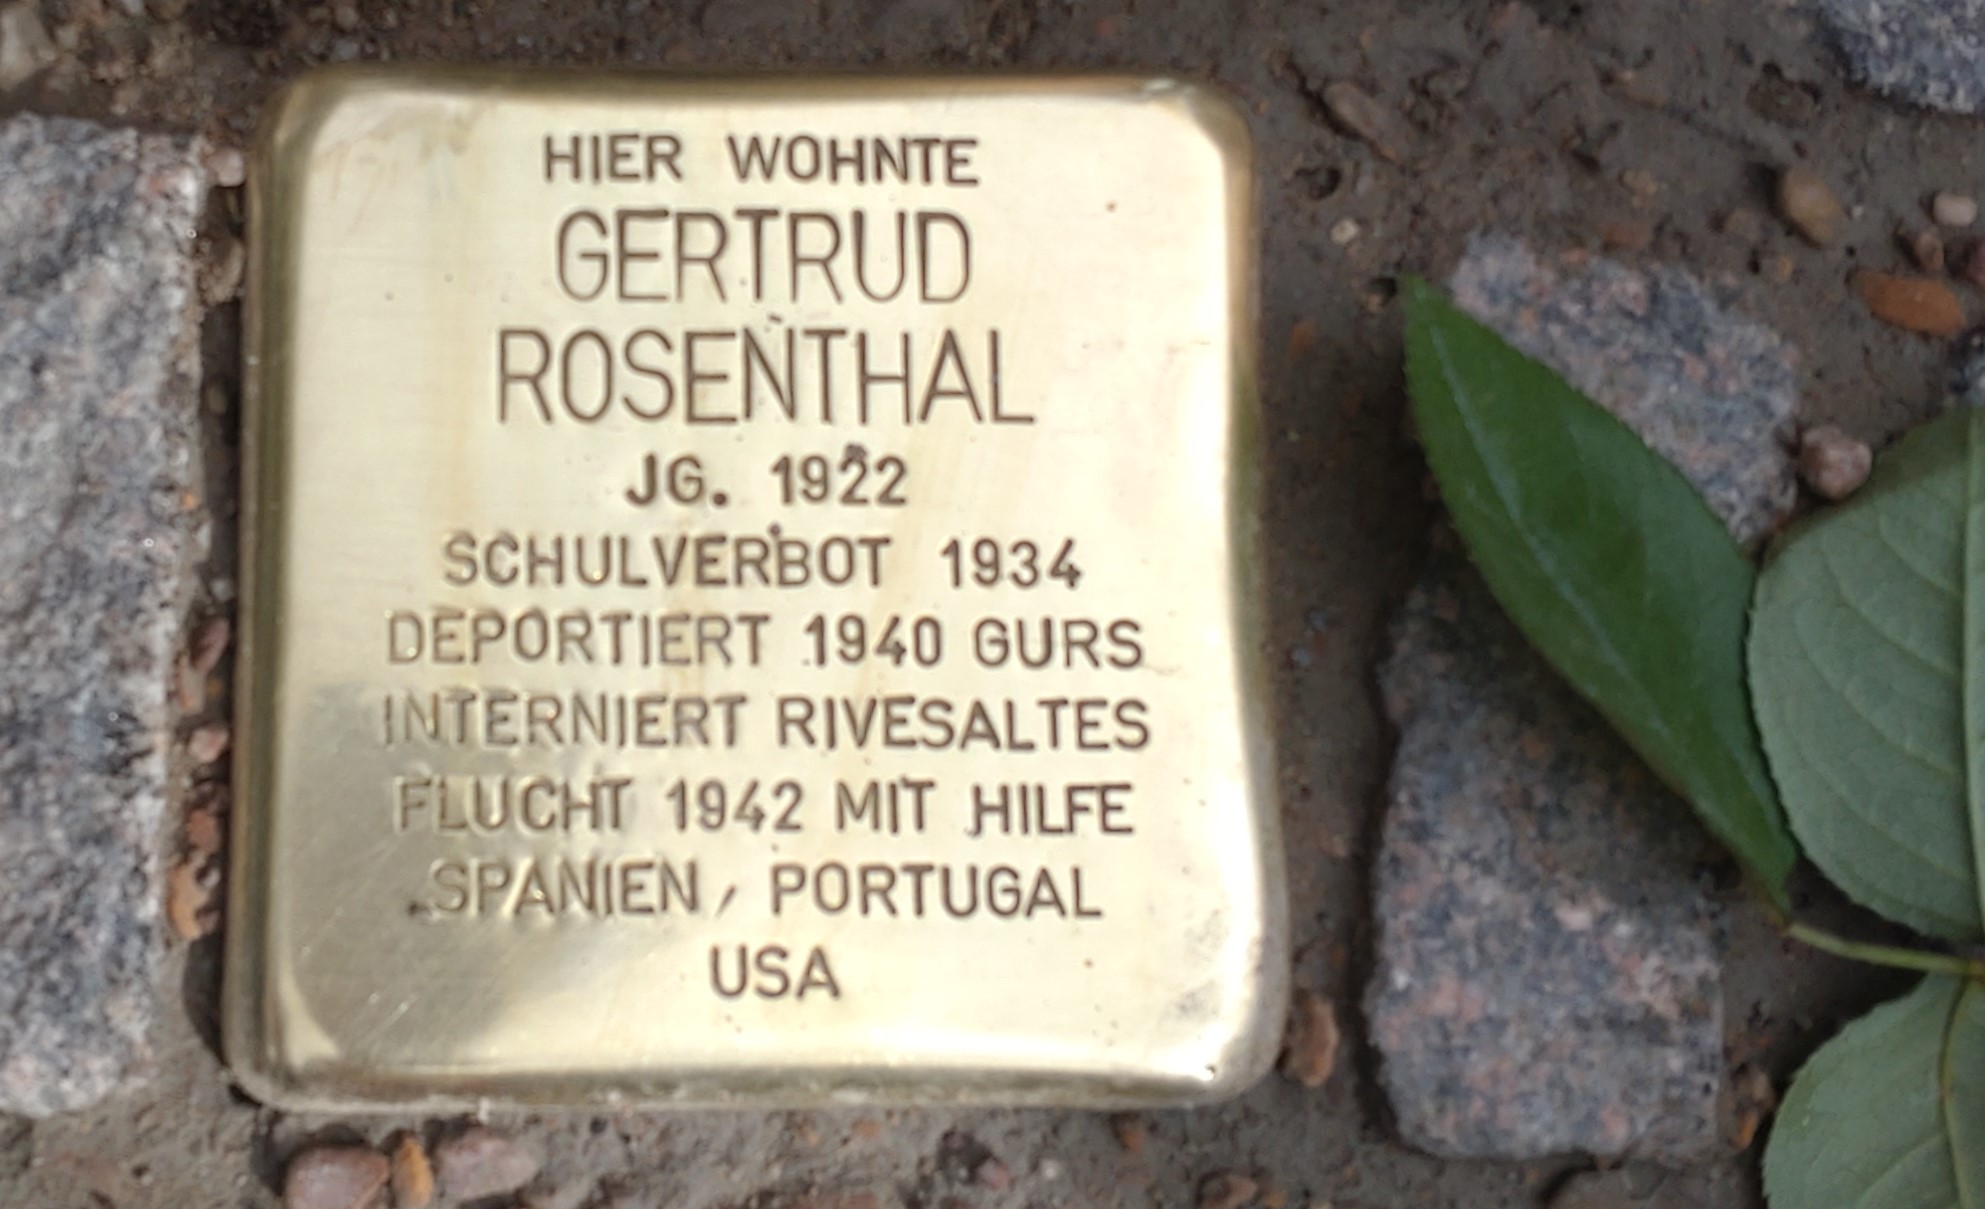 HIER WOHNTE
GERTRUD
ROSENTHAL
JG. 1922
SCHULVERBOT 1934
DEPORTIERT 1940 GURS
INTERNIERT RIVESALTES
FLUCHT 1942 MIT HILFE
SPANIEN, PORTUGAL
USA